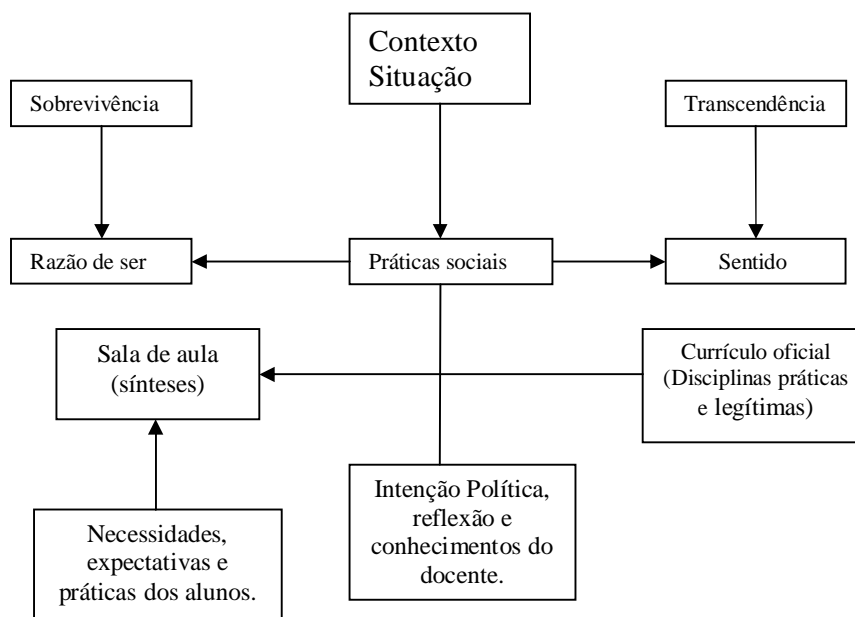 Contexto
Situação
Sobrevivência
Transcendência
Razão de ser
Práticas sociais
Sentido
Sala de aula
(sínteses)
Currículo oficial
(Disciplinas práticas
e legítimas)
Intenção Política,
reflexão e
conhecimentos do
docente.
Necessidades,
expectativas e
práticas dos alunos.